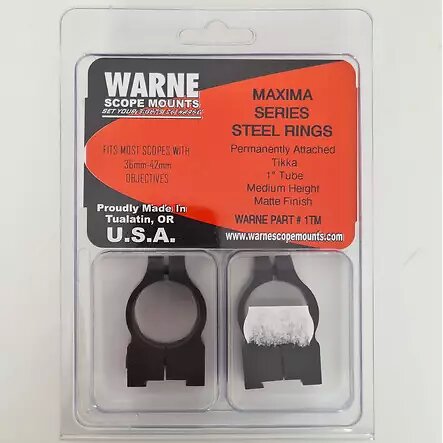 WARNE
SCOPE MOUNTS
FITS MOST SCOPES WITH
36mm-42mm
OBJECTIVES
Proudly Made In
Tualatin, OR
U.S.A.
MAXIMA
SERIES
STEEL RINGS
Permanently Attached
Tikka
1" Tube
Medium Height
Matte Finish
WARNE PART # 1TM
www.warnescopemounts.com